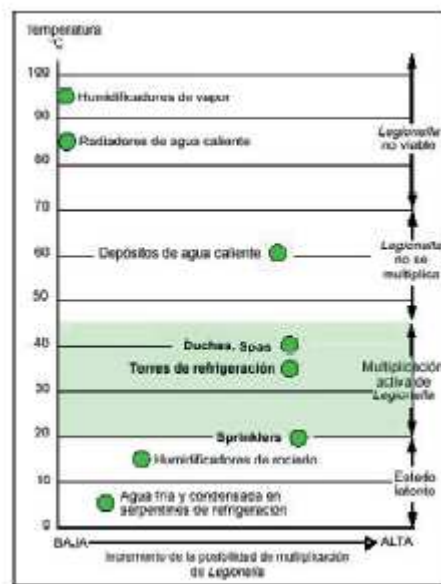 Temperatura
°C
100
90
80
70
60
50
40
30
20
10
0
Humidificadores de vapor
Radiadores de agua caliente
Depósitos de agua caliente
Duchas, Spas
Torres de refrigeración
Sprinklers
Humidificadores de rociado
Agua fría y condensada en
serpentines de refrigeración
Legionella
no viable
Legionella
no se
multiplica
Multiplicación
activa de
Legionella
Estado
latente
BAJA
ALTA
Incremento de la posibilidad de multiplicación
de Legionella